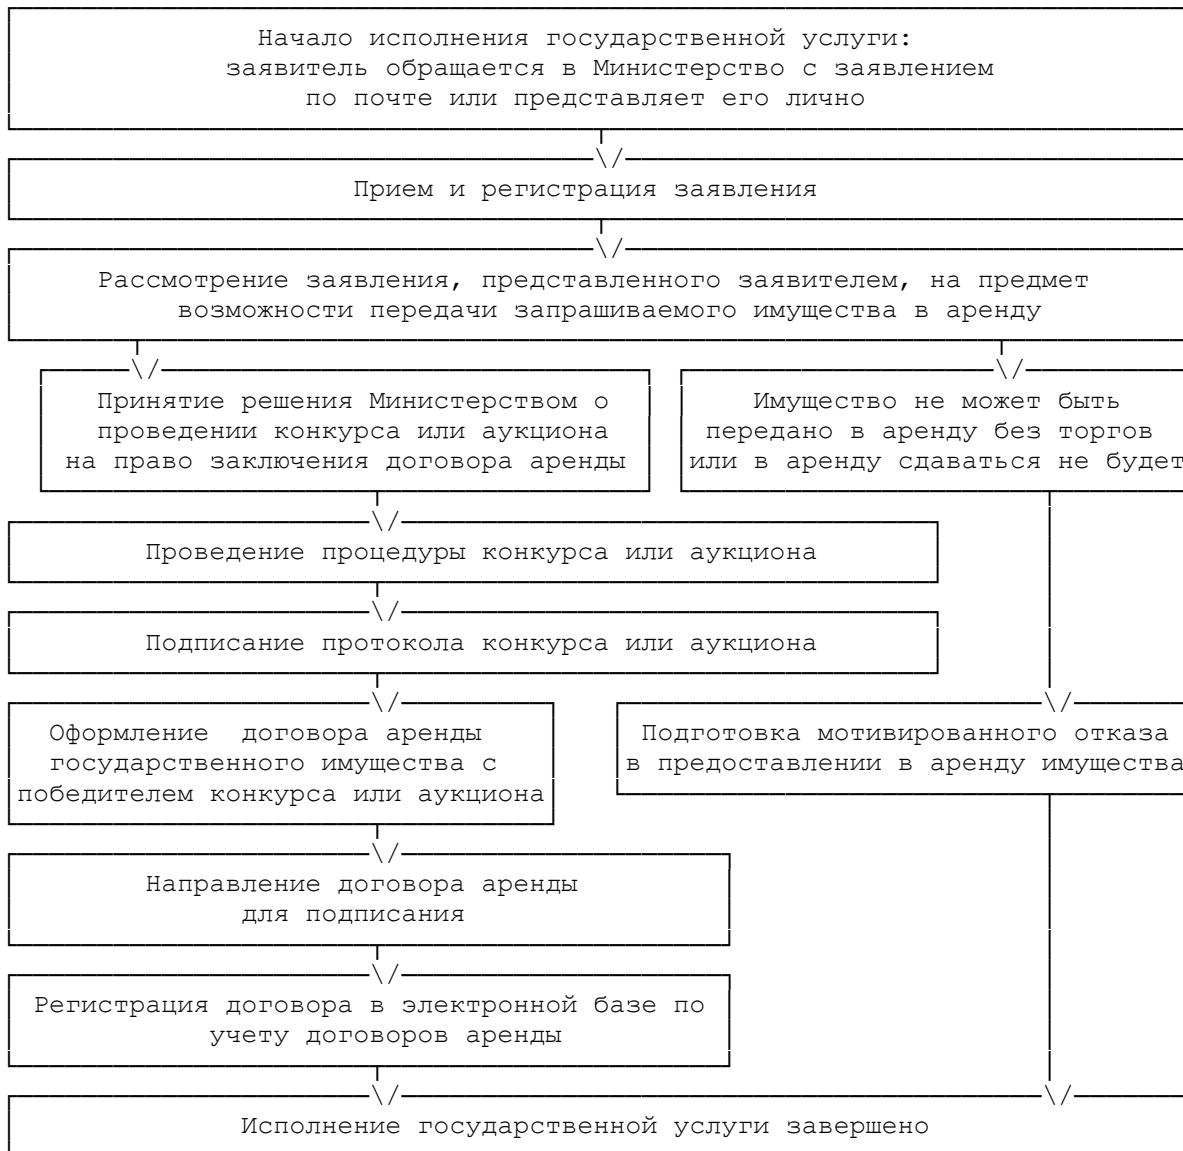 Начало исполнения государственной услуги:
заявитель обращается в Министерство с заявлением
по почте или представляет его лично
Прием и регистрация заявления
Рассмотрение заявления, представленного заявителем, на предмет
возможности передачи запрашиваемого имущества в аренду
Принятие решения Министерством о
проведении конкурса или аукциона
на право заключения договора аренды
Имущество не может быть
передано в аренду без торгов
или в аренду сдаваться не будет
Проведение процедуры конкурса или аукциона
Подписание протокола конкурса или аукциона
Оформление договора аренды
государственного имущества с
победителем конкурса или аукциона
Подготовка мотивированного отказа
в предоставлении в аренду имущества
Направление договора аренды
для подписания
Регистрация договора в электронной базе по
учету договоров аренды
Исполнение государственной услуги завершено